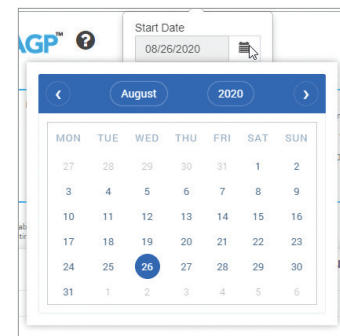 AGP™ ?
Start Date
08/26/2020
‹ August 2020 ›
MON TUE WED THU FRI SAT SUN
27 28 29 30 31 1 2
3 4 5 6 7 8 9
10 11 12 13 14 15 16
17 18 19 20 21 22 23
24 25 26 27 28 29 30
31 1 2 3 4 5 6